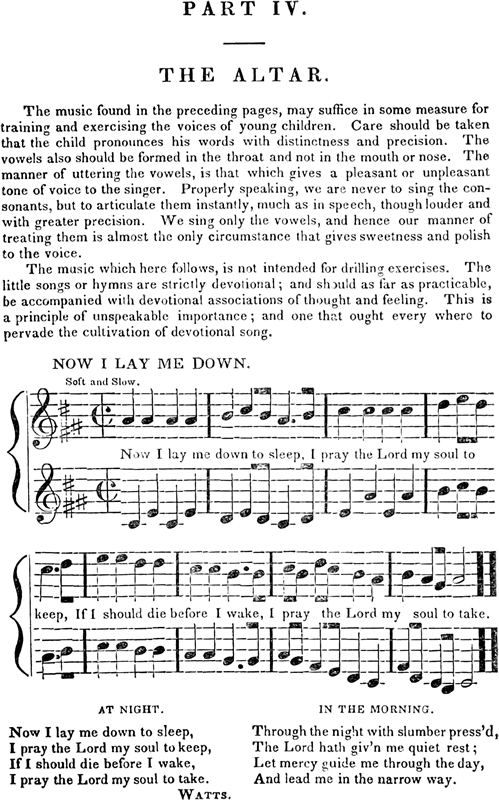 PART IV.
THE ALTAR.
The music found in the preceding pages, may suffice in some measure for
training and exercising the voices of young children. Care should be taken
that the child pronounces his words with distinctness and precision. The
vowels also should be formed in the throat and not in the mouth or nose. The
manner of uttering the vowels, is that which gives a pleasant or unpleasant
tone of voice to the singer. Properly speaking, we are never to sing the con-
sonants, but to articulate them instantly, much as in speech, though louder and
with greater precision. We sing only the vowels, and hence our manner of
treating them is almost the only circumstance that gives sweetness and polish
to the voice.
The music which here follows, is not intended for drilling exercises. The
little songs or hymns are strictly devotional; and should as far as practicable,
be accompanied with devotional associations of thought and feeling. This is
a principle of unspeakable importance; and one that ought every where to
pervade the cultivation of devotional song.
NOW I LAY ME DOWN.
Soft and Slow.
Now I lay me down to sleep, I pray the Lord my soul to
keep, If I should die before I wake, I pray the Lord my soul to take.
AT NIGHT.
Now I lay me down to sleep,
I pray the Lord my soul to keep,
If I should die before I wake,
I pray the Lord my soul to take.
WATTS.
IN THE MORNING.
Through the night with slumber press'd,
The Lord hath giv'n me quiet rest;
Let mercy guide me through the day,
And lead me in the narrow way.